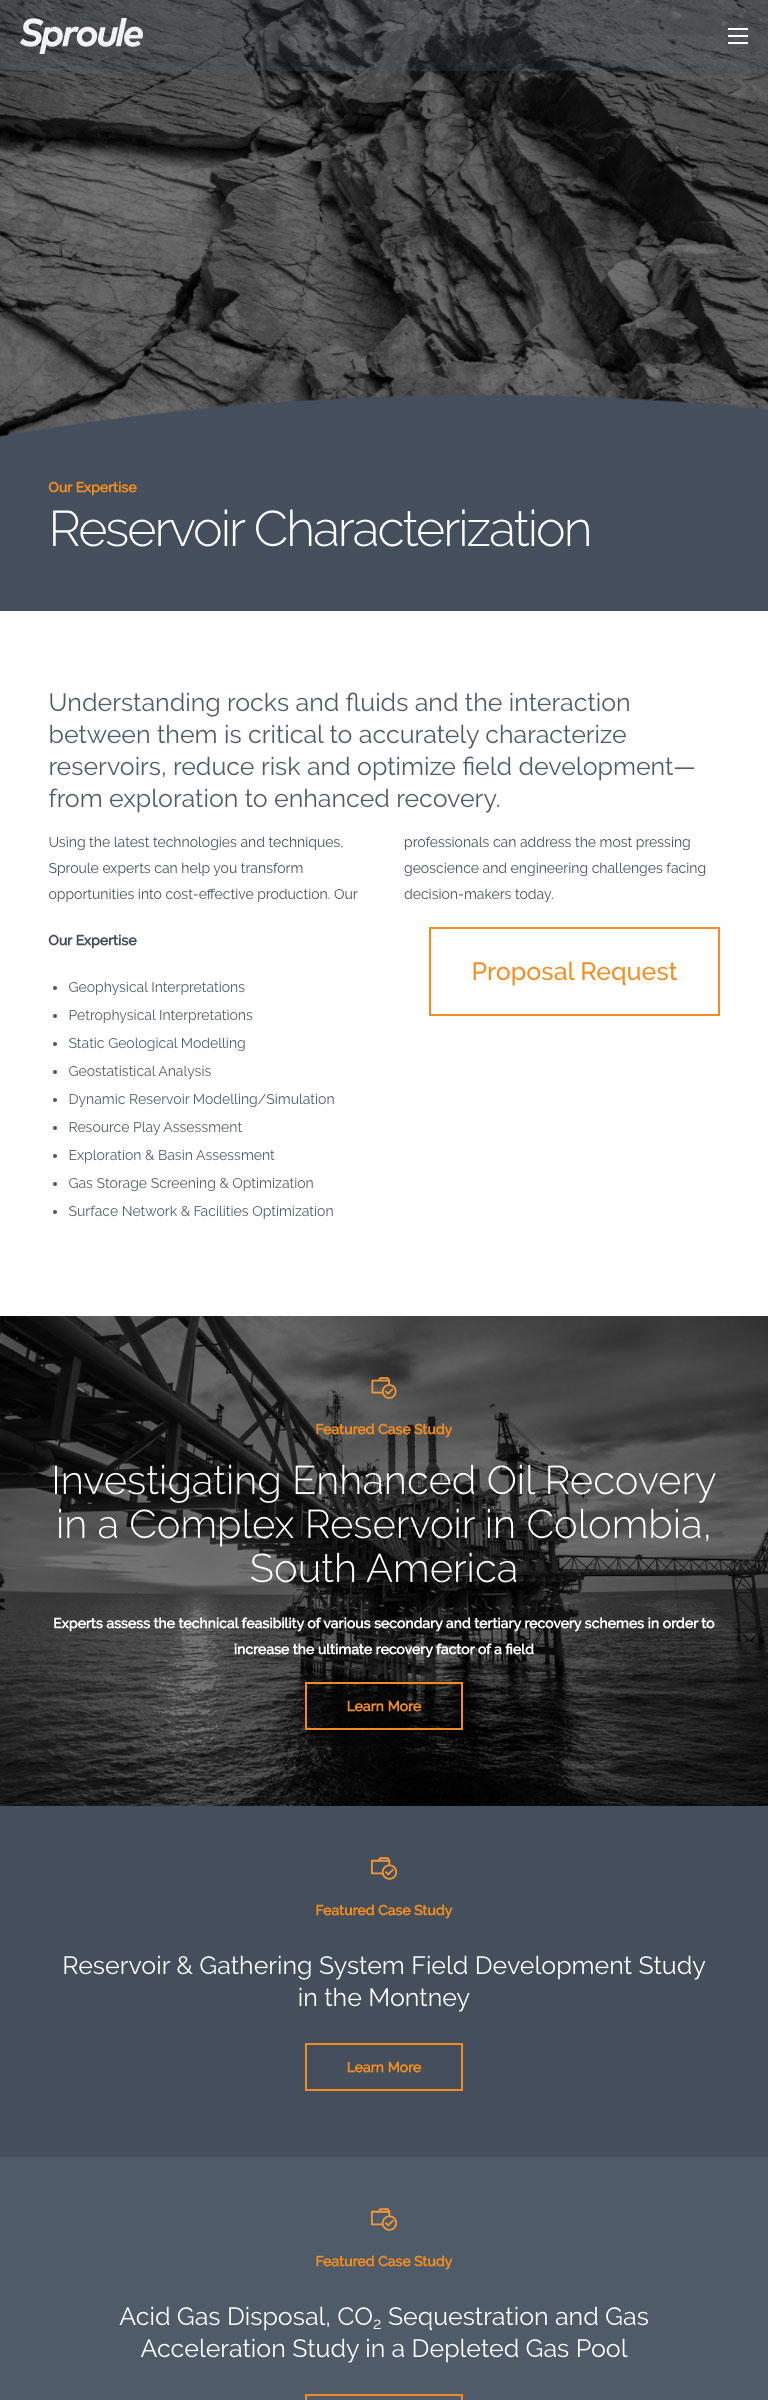 Sproule
Our Expertise
Reservoir Characterization
Understanding rocks and fluids and the interaction
between them is critical to accurately characterize
reservoirs, reduce risk and optimize field development—
from exploration to enhanced recovery.
Using the latest technologies and techniques,
Sproule experts can help you transform
opportunities into cost-effective production. Our
professionals can address the most pressing
geoscience and engineering challenges facing
decision-makers today.
Our Expertise
• Geophysical Interpretations
• Petrophysical Interpretations
• Static Geological Modelling
• Geostatistical Analysis
• Dynamic Reservoir Modelling/Simulation
• Resource Play Assessment
• Exploration & Basin Assessment
• Gas Storage Screening & Optimization
• Surface Network & Facilities Optimization
Proposal Request
Featured Case Study
Investigating Enhanced Oil Recovery
in a Complex Reservoir in Colombia,
South America
Experts assess the technical feasibility of various secondary and tertiary recovery schemes in order to
increase the ultimate recovery factor of a field
Learn More
Featured Case Study
Reservoir & Gathering System Field Development Study
in the Montney
Learn More
Featured Case Study
Acid Gas Disposal, CO₂ Sequestration and Gas
Acceleration Study in a Depleted Gas Pool